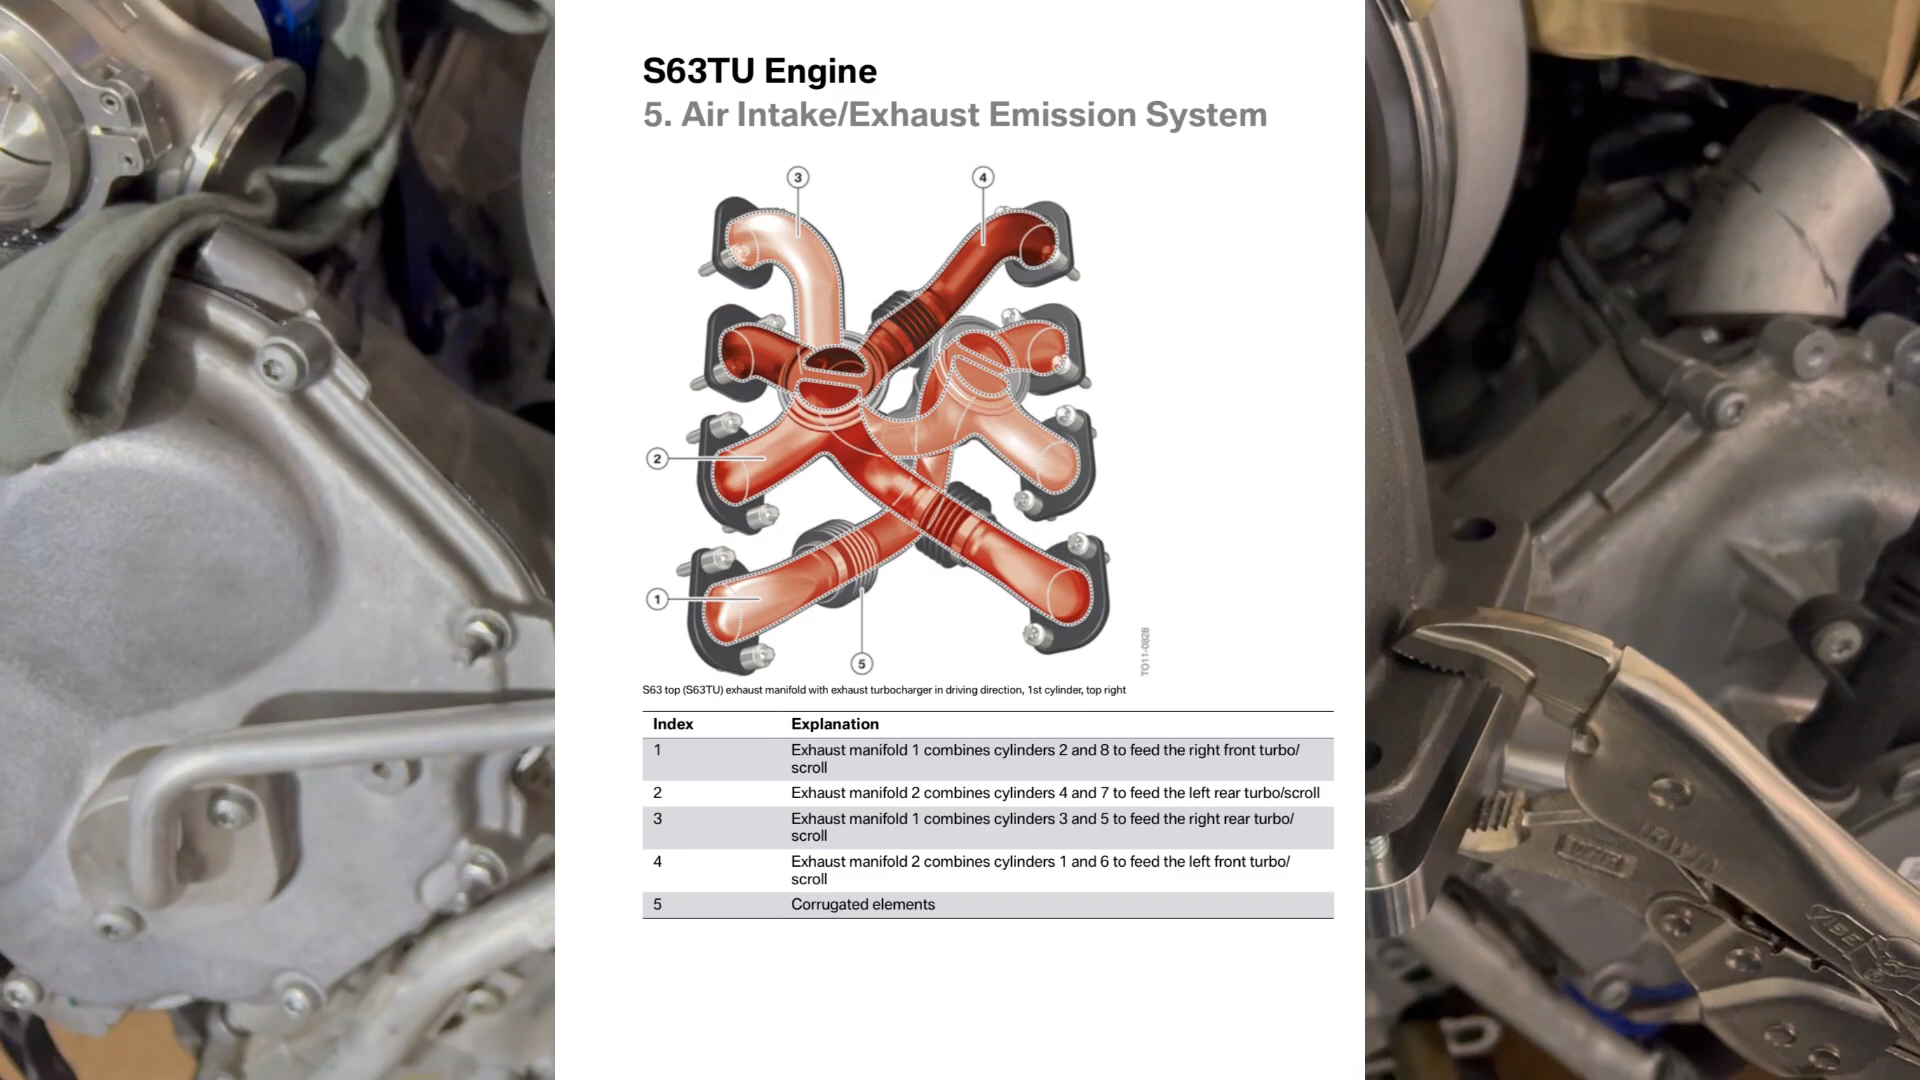 S63TU Engine
5. Air Intake/Exhaust Emission System
3
4
2
1
5
TO11-0828
S63 top (S63TU) exhaust manifold with exhaust turbocharger in driving direction, 1st cylinder, top right
Index Explanation
1 Exhaust manifold 1 combines cylinders 2 and 8 to feed the right front turbo/
scroll
2 Exhaust manifold 2 combines cylinders 4 and 7 to feed the left rear turbo/scroll
3 Exhaust manifold 1 combines cylinders 3 and 5 to feed the right rear turbo/
scroll
4 Exhaust manifold 2 combines cylinders 1 and 6 to feed the left front turbo/
scroll
5 Corrugated elements
IRWIN